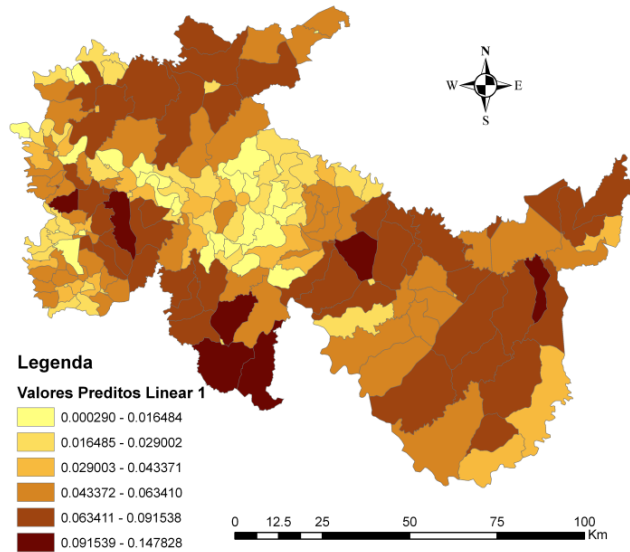 N
W E
S
Legenda
Valores Preditos Linear 1
0.000290 - 0.016484
0.016485 - 0.029002
0.029003 - 0.043371
0.043372 - 0.063410
0.063411 - 0.091538
0.091539 - 0.147828
0 12.5 25 50 75 100
Km